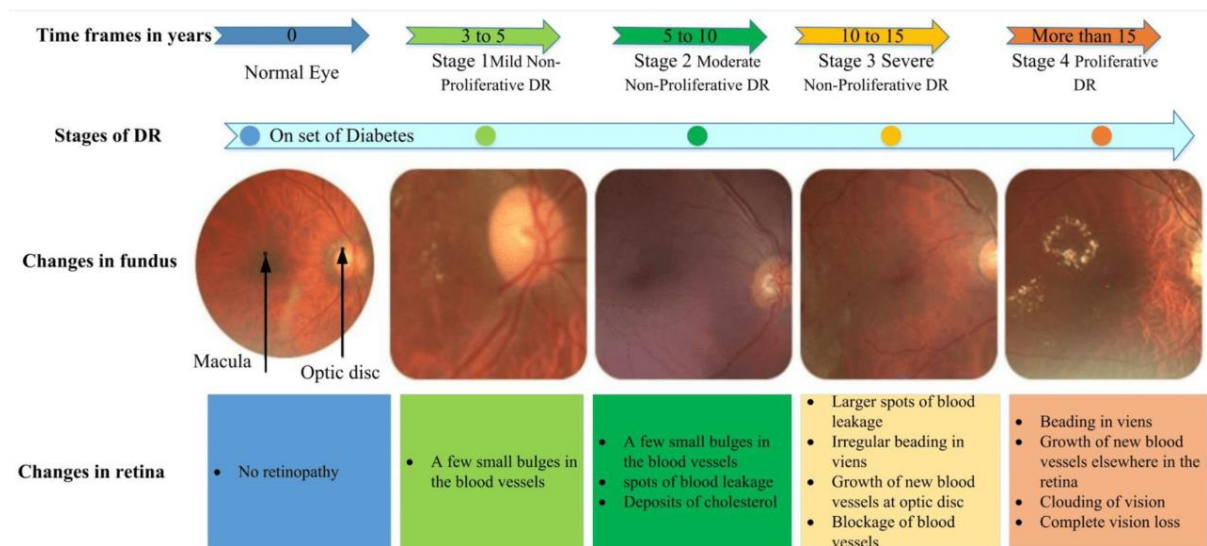 Time frames in years
0
3 to 5
5 to 10
10 to 15
More than 15
Normal Eye
Stage 1Mild Non-
Proliferative DR
Stage 2 Moderate
Non-Proliferative DR
Stage 3 Severe
Non-Proliferative DR
Stage 4 Proliferative
DR
Stages of DR
On set of Diabetes
Changes in fundus
Macula
Optic disc
Changes in retina
• No retinopathy
• A few small bulges in
the blood vessels
• A few small bulges in
the blood vessels
• spots of blood leakage
• Deposits of cholesterol
• Larger spots of blood
leakage
• Irregular beading in
viens
• Growth of new blood
vessels at optic disc
• Blockage of blood
vessels
• Beading in viens
• Growth of new blood
vessels elsewhere in the
retina
• Clouding of vision
• Complete vision loss